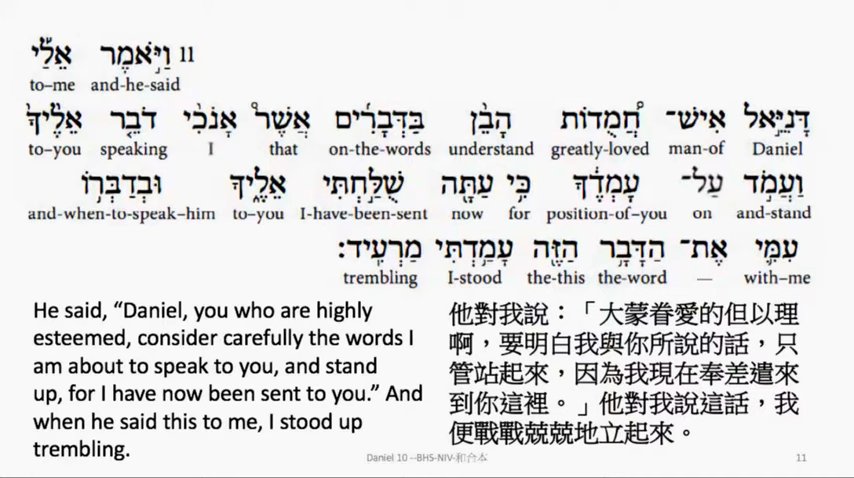 11 וַיֹּ֣אמֶר אֵלַ֡י
to–me and-he-said
דָּנִיֵּ֣אל אִישׁ־ חֲ֠מֻדוֹת הָבֵ֨ן בַּדְּבָרִ֜ים אֲשֶׁר֩ אָנֹכִ֨י דֹבֵ֤ר אֵלֶ֙יךָ֙
to–you speaking I that on-the-words understand greatly-loved man-of Daniel
וַעֲמֹ֣ד עַל־ עָמְדֶ֔ךָ כִּ֥י עַתָּ֖ה שֻׁלַּ֣חְתִּי אֵלֶ֑יךָ וּבְדַבְּר֥וֹ
and-when-to-speak–him to–you I-have-been-sent now for position-of–you on and-stand
עִמִּ֛י אֶת־ הַדָּבָ֥ר הַזֶּ֖ה עָמַ֥דְתִּי מַרְעִֽיד׃
trembling I-stood the-this the-word — with–me
He said, “Daniel, you who are highly
esteemed, consider carefully the words I
am about to speak to you, and stand
up, for I have now been sent to you.” And
when he said this to me, I stood up
trembling.
他對我說：「大蒙眷愛的但以理
啊，要明白我與你所說的話，只
管站起來，因為我現在奉差遣來
到你這裡。」他對我說這話，我
便戰戰兢兢地立起來。
Daniel 10 --BHS-NIV-和合本
11